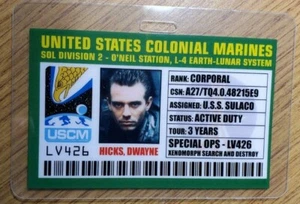 UNITED STATES COLONIAL MARINES
SOL DIVISION 2 - O'NEIL STATION, L-4 EARTH-LUNAR SYSTEM
RANK: CORPORAL
CSN: A27/TQ4.0.48215E9
ASSIGNED: U.S.S. SULACO
STATUS: ACTIVE DUTY
TOUR: 3 YEARS
SPECIAL OPS - LV426
XENOMORPH SEARCH AND DESTROY
USCM
LV426
HICKS, DWAYNE